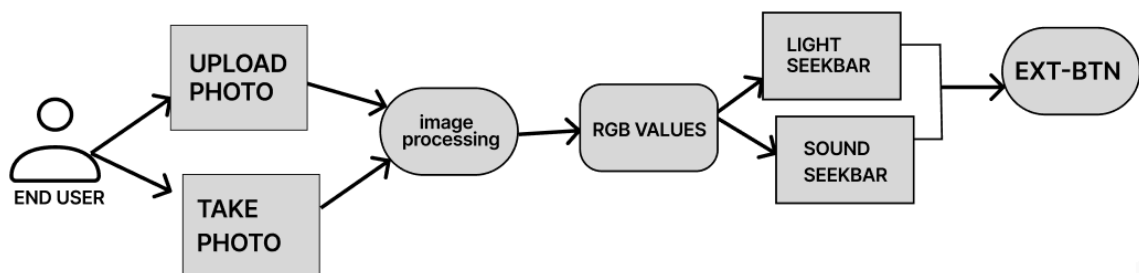 END USER
UPLOAD
PHOTO
TAKE
PHOTO
image
processing
RGB VALUES
LIGHT
SEEKBAR
SOUND
SEEKBAR
EXT-BTN